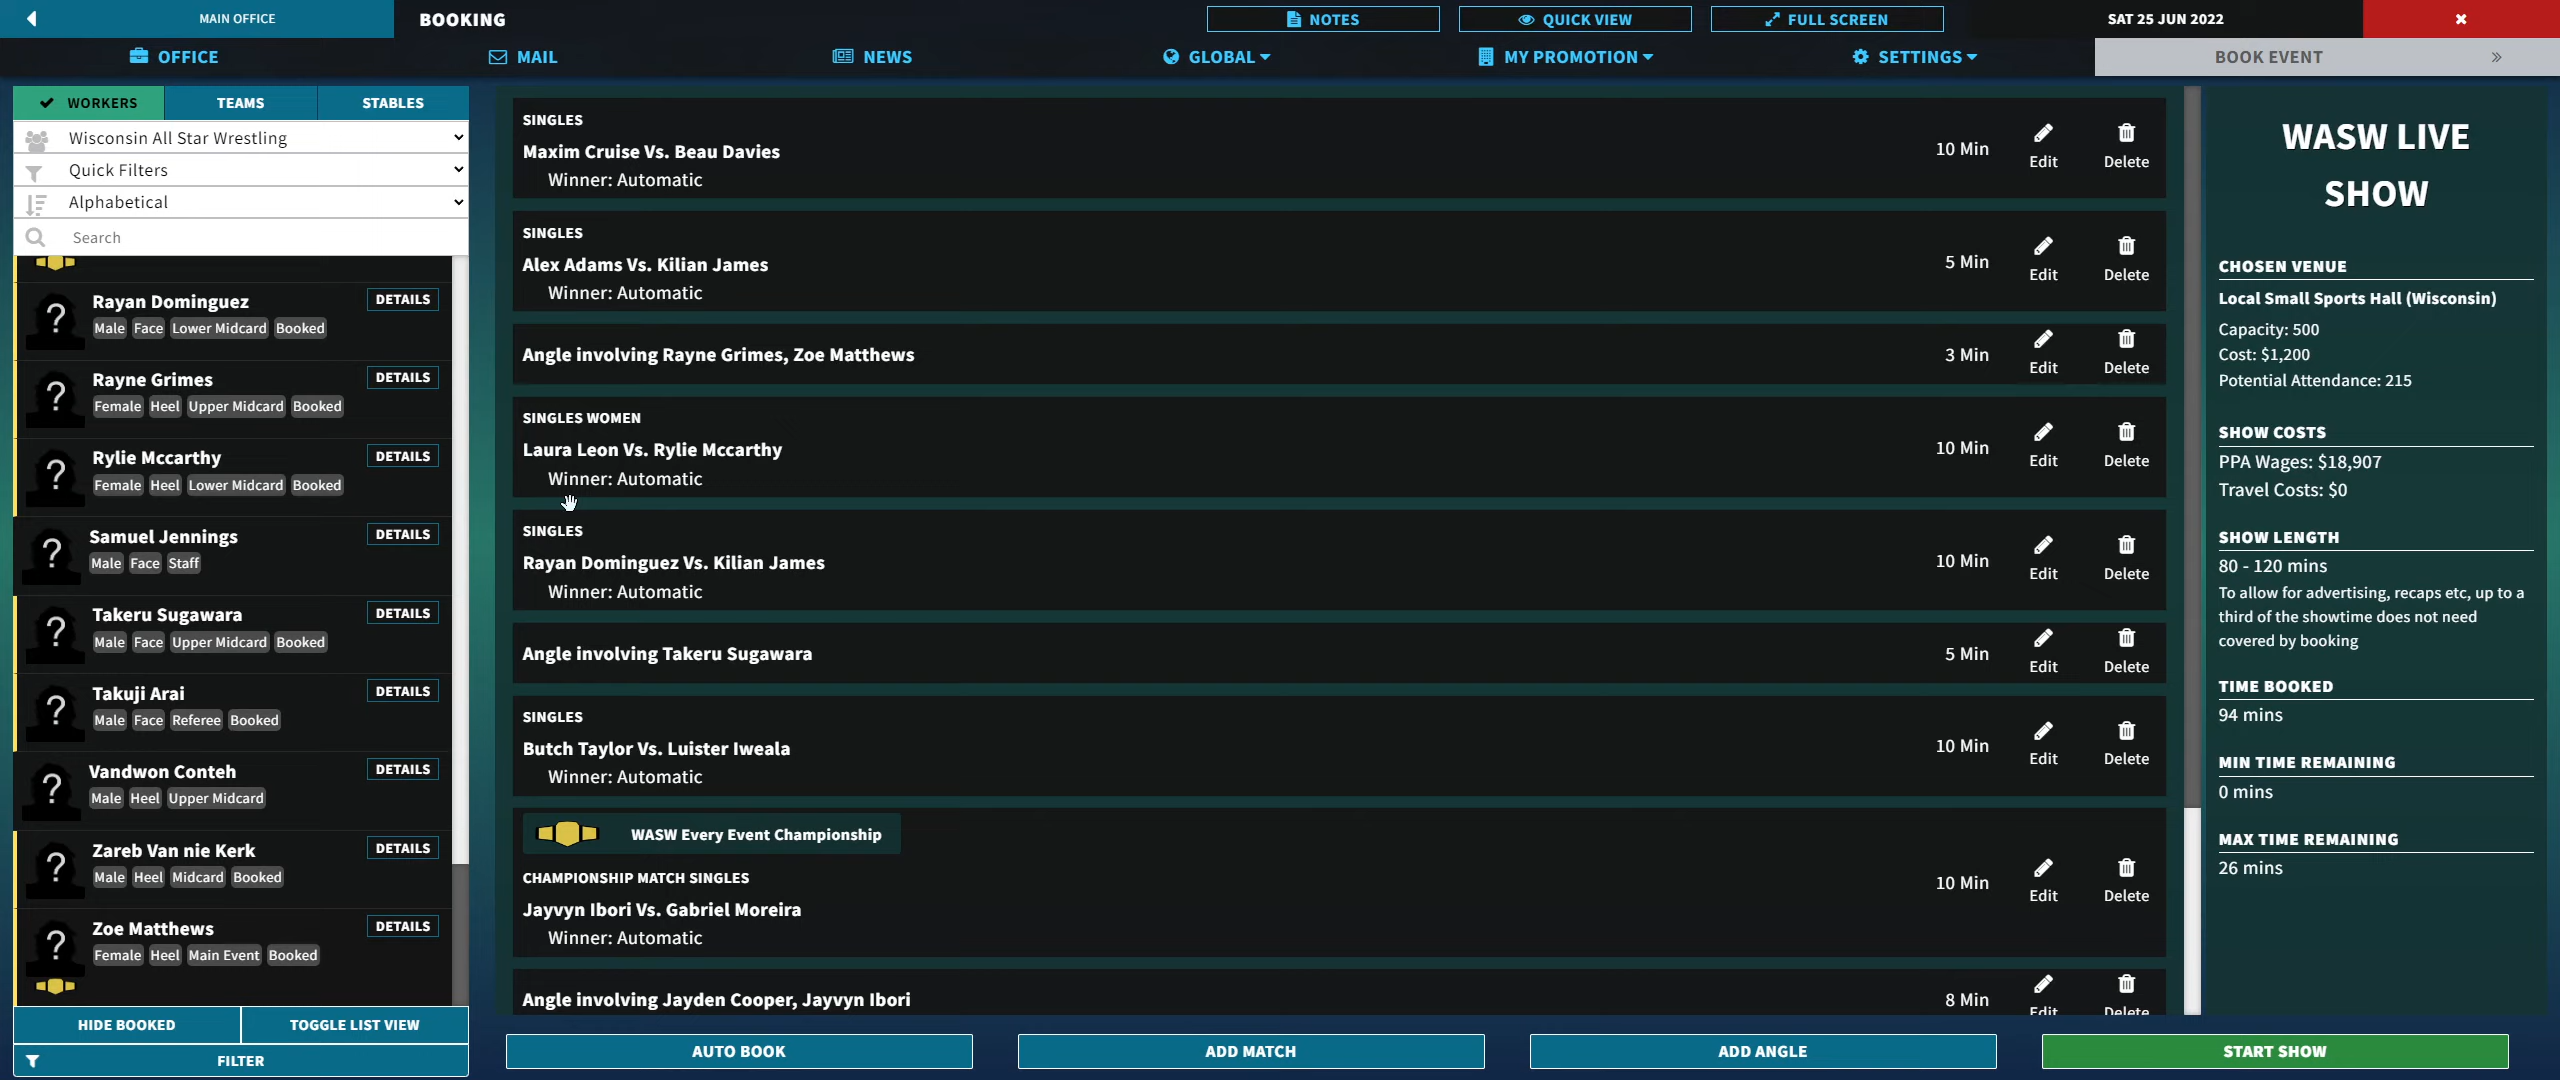 MAIN OFFICE
BOOKING
NOTES
QUICK VIEW
FULL SCREEN
SAT 25 JUN 2022
OFFICE
MAIL
NEWS
GLOBAL
MY PROMOTION
SETTINGS
BOOK EVENT
WORKERS
TEAMS
STABLES
Wisconsin All Star Wrestling
Quick Filters
Alphabetical
Search
Rayan Dominguez
DETAILS
Male Face Lower Midcard Booked
Rayne Grimes
DETAILS
Female Heel Upper Midcard Booked
Rylie Mccarthy
DETAILS
Female Heel Lower Midcard Booked
Samuel Jennings
DETAILS
Male Face Staff
Takeru Sugawara
DETAILS
Male Face Upper Midcard Booked
Takuji Arai
DETAILS
Male Face Referee Booked
Vandwon Conteh
DETAILS
Male Heel Upper Midcard
Zareb Van nie Kerk
DETAILS
Male Heel Midcard Booked
Zoe Matthews
DETAILS
Female Heel Main Event Booked
HIDE BOOKED
TOGGLE LIST VIEW
FILTER
SINGLES
Maxim Cruise Vs. Beau Davies
Winner: Automatic
10 Min
Edit
Delete
SINGLES
Alex Adams Vs. Kilian James
Winner: Automatic
5 Min
Edit
Delete
Angle involving Rayne Grimes, Zoe Matthews
3 Min
Edit
Delete
SINGLES WOMEN
Laura Leon Vs. Rylie Mccarthy
Winner: Automatic
10 Min
Edit
Delete
SINGLES
Rayan Dominguez Vs. Kilian James
Winner: Automatic
10 Min
Edit
Delete
Angle involving Takeru Sugawara
5 Min
Edit
Delete
SINGLES
Butch Taylor Vs. Luister Iweala
Winner: Automatic
10 Min
Edit
Delete
WASW Every Event Championship
CHAMPIONSHIP MATCH SINGLES
Jayvyn Ibori Vs. Gabriel Moreira
Winner: Automatic
10 Min
Edit
Delete
Angle involving Jayden Cooper, Jayvyn Ibori
8 Min
Edit
Delete
AUTO BOOK
ADD MATCH
ADD ANGLE
START SHOW
WASW LIVE
SHOW
CHOSEN VENUE
Local Small Sports Hall (Wisconsin)
Capacity: 500
Cost: $1,200
Potential Attendance: 215
SHOW COSTS
PPA Wages: $18,907
Travel Costs: $0
SHOW LENGTH
80 - 120 mins
To allow for advertising, recaps etc, up to a
third of the showtime does not need
covered by booking
TIME BOOKED
94 mins
MIN TIME REMAINING
0 mins
MAX TIME REMAINING
26 mins